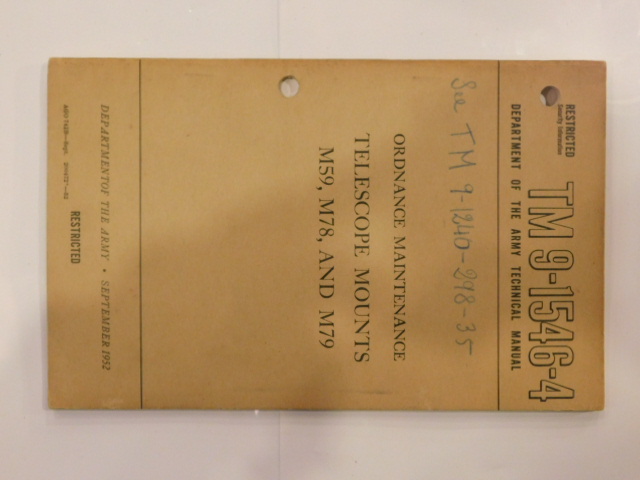 RESTRICTED
Security Information
TM 9-1546-4
DEPARTMENT OF THE ARMY TECHNICAL MANUAL
See TM 9-1240-298-35
ORDNANCE MAINTENANCE
TELESCOPE MOUNTS
M59, M78, AND M79
DEPARTMENT OF THE ARMY • SEPTEMBER 1952
RESTRICTED